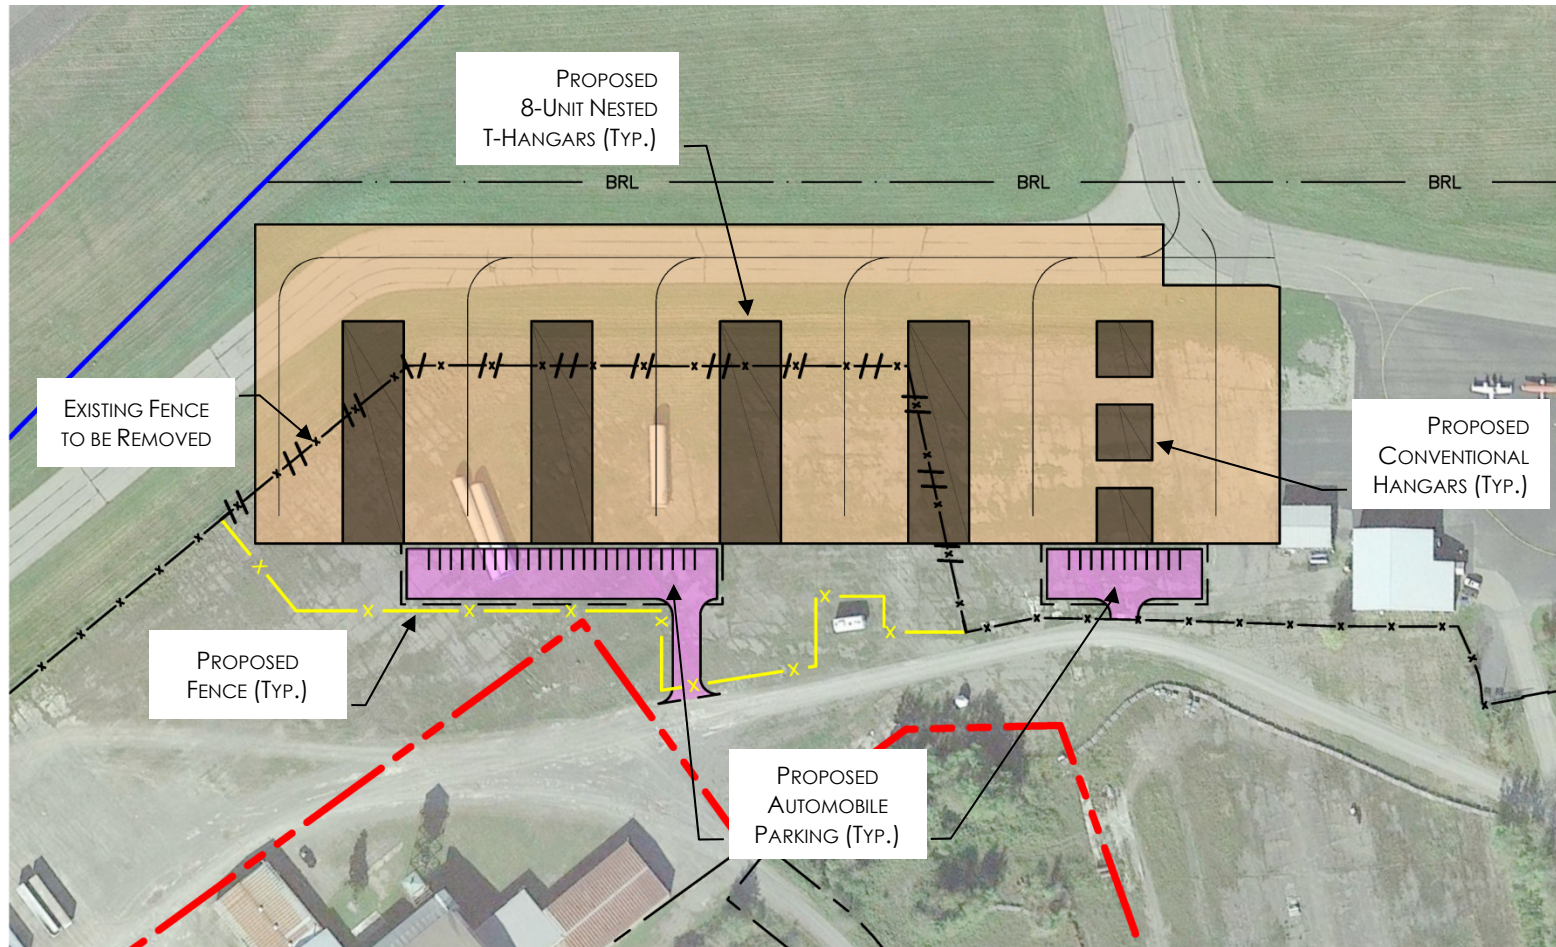 PROPOSED
8-UNIT NESTED
T-HANGARS (TYP.)
BRL
BRL
BRL
EXISTING FENCE
TO BE REMOVED
PROPOSED
CONVENTIONAL
HANGARS (TYP.)
PROPOSED
FENCE (TYP.)
PROPOSED
AUTOMOBILE
PARKING (TYP.)